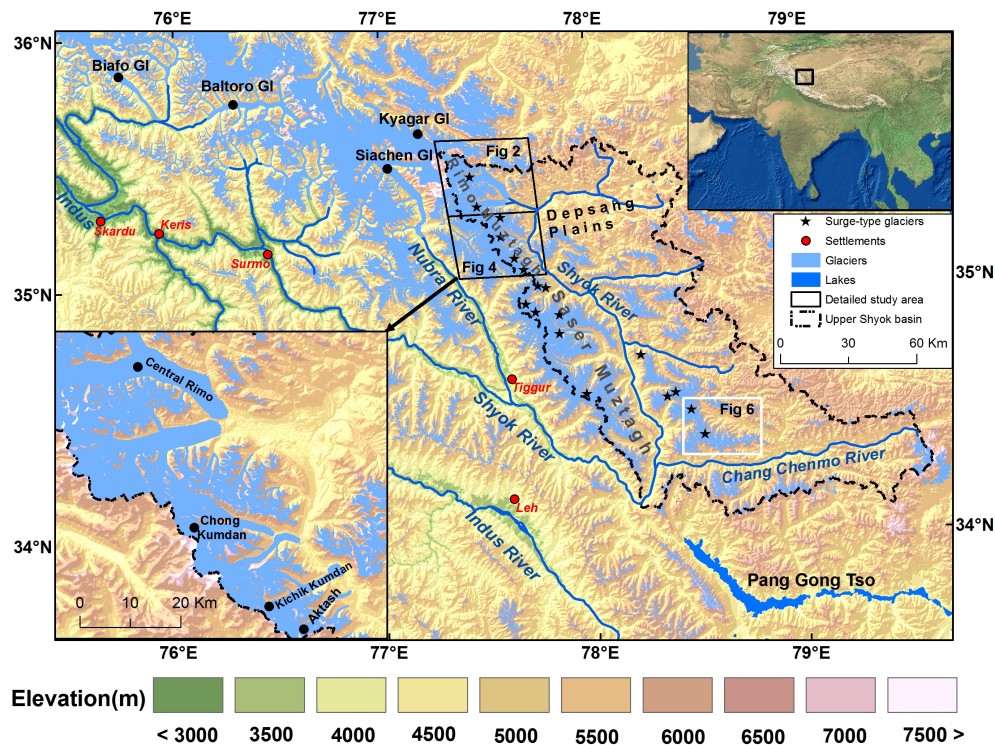 76°E 77°E 78°E 79°E
36°N
Biafo Gl
Baltoro Gl
Kyagar Gl
Siachen Gl
Fig 2
Rimo Muztagh
Depsang
Plains
Indus
Skardu
Keris
Surmo
Fig 4
Nubra River
Shyok River
Saser Muztagh
35°N
35°N
Surge-type glaciers
Settlements
Glaciers
Lakes
Detailed study area
Upper Shyok basin
0 30 60 Km
Central Rimo
Tiggur
Shyok River
Fig 6
Chang Chenmo River
Leh
Indus River
Chong
Kumdan
34°N
34°N
Kichik Kumdan
Aktash
0 10 20 Km
Pang Gong Tso
76°E 77°E 78°E 79°E
Elevation(m)
< 3000 3500 4000 4500 5000 5500 6000 6500 7000 7500 >